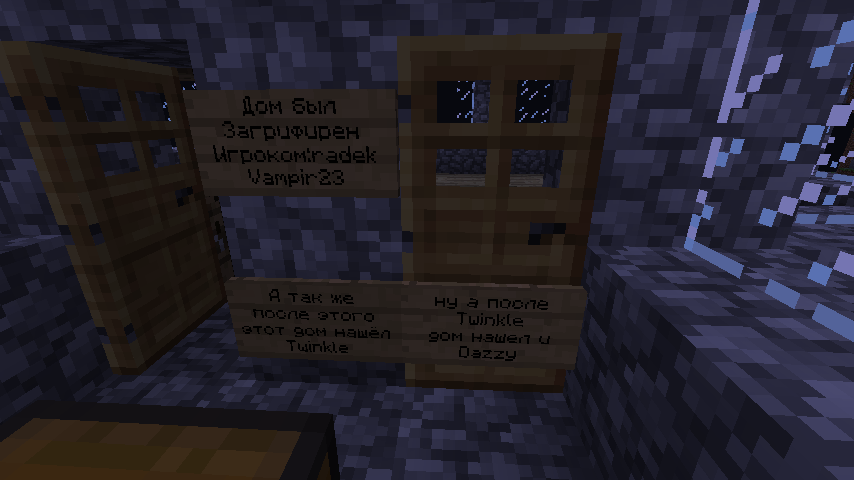 Дом был
Загрифирен
Игроком:radek
Vampir23
А так же
после этого
этот дом нашёл
Twinkle
ну а после
Twinkle
дом нашел и
Dazzy